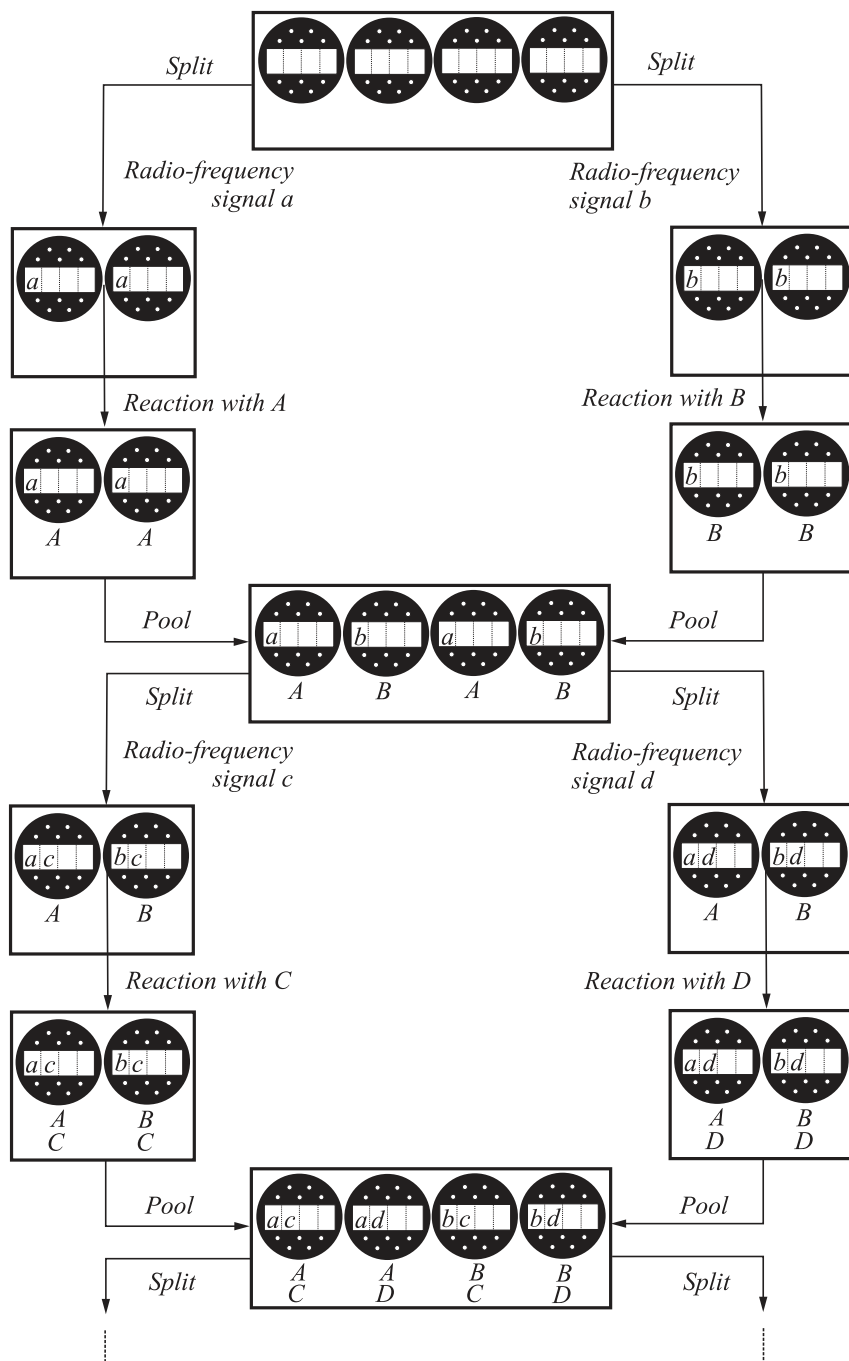 Split
Split
Radio-frequency
signal a
Radio-frequency
signal b
a a
b b
Reaction with A
Reaction with B
a a
A A
b b
B B
Pool
Pool
a b a b
A B A B
Split
Split
Radio-frequency
signal c
Radio-frequency
signal d
a c b c
A B
a d b d
A B
Reaction with C
Reaction with D
a c b c
A B
C C
a d b d
A B
D D
Pool
Pool
a c a d b c b d
A A B B
C D C D
Split
Split